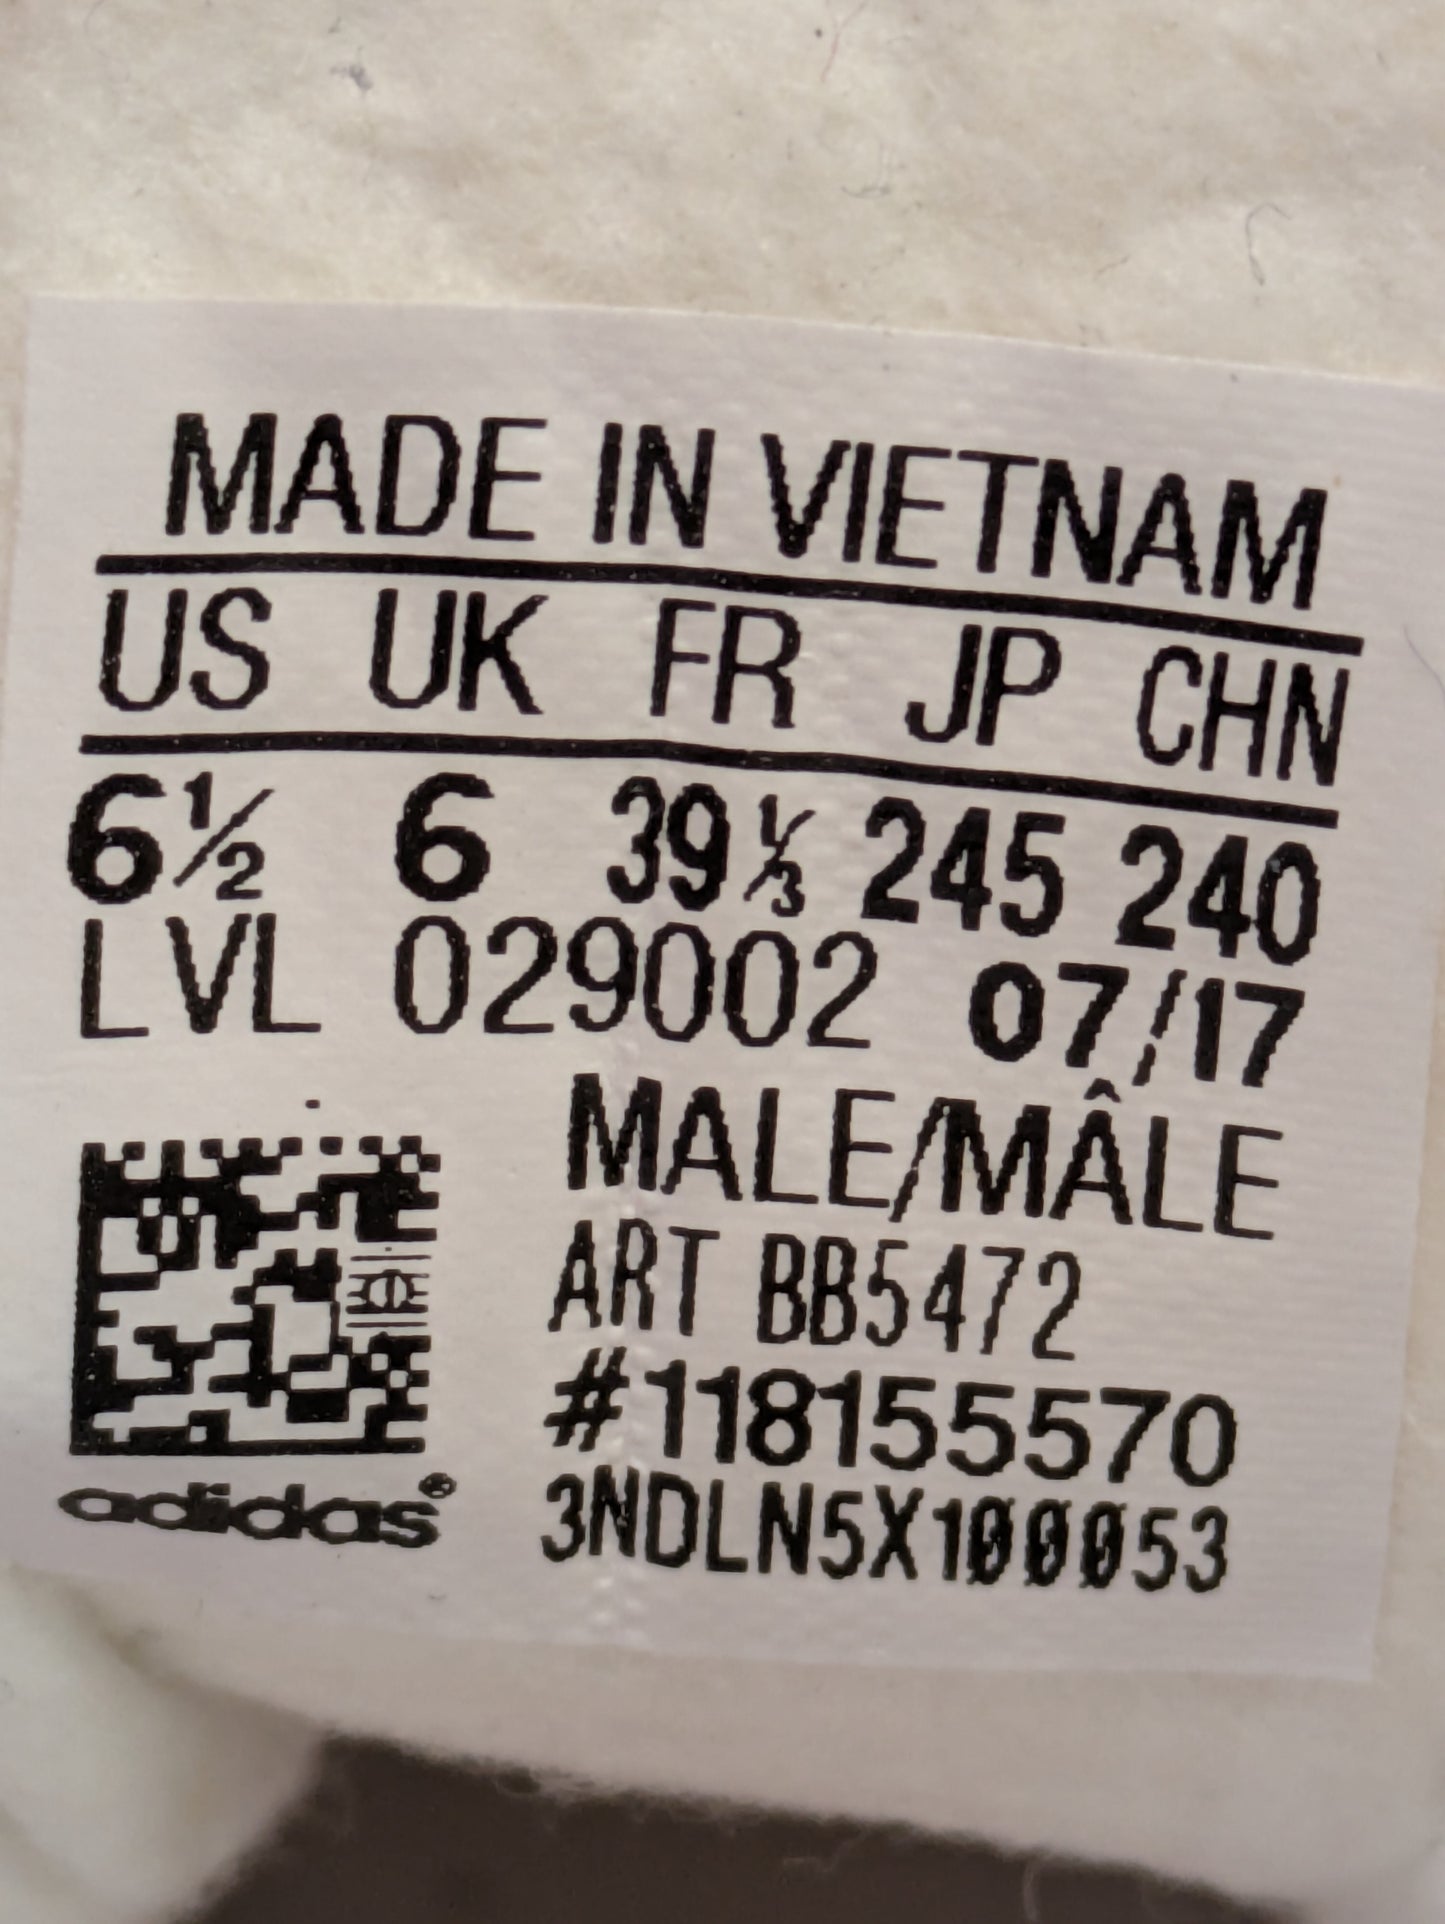 MADE IN VIETNAM
US UK FR JP CHN
6½ 6 39⅓ 245 240
LVL 029002 07/17
MALE/MÂLE
ART BB5472
#118155570
adidas®
3NDLN5X100053